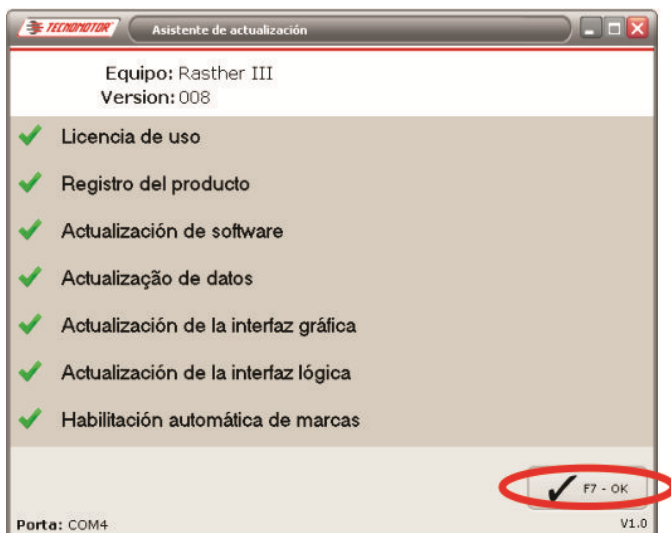 TECNOMOTOR Asistente de actualización
Equipo: Rasther III
Version: 008
Licencia de uso
Registro del producto
Actualización de software
Actualização de datos
Actualización de la interfaz gráfica
Actualización de la interfaz lógica
Habilitación automática de marcas
F7 - OK
Porta: COM4 V1.0